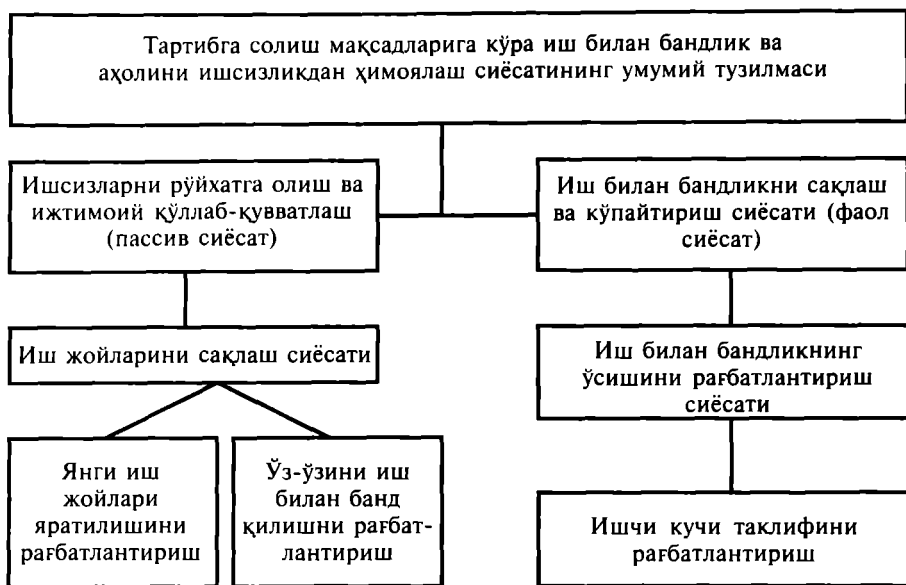 Тартибга солиш мақсадларига кўра иш билан бандлик ва
аҳолини ишсизликдан ҳимоялаш сиёсатининг умумий тузилмаси
Ишсизларни рўйхатга олиш ва
ижтимоий қўллаб-қувватлаш
(пассив сиёсат)
Иш билан бандликни сақлаш
ва кўпайтириш сиёсати (фаол
сиёсат)
Иш жойларини сақлаш сиёсати
Иш билан бандликнинг
ўсишини рағбатлантириш
сиёсати
Янги иш
жойлари
яратилишини
рағбатлантириш
Ўз-ўзини иш
билан банд
қилишни рағбат-
лантириш
Ишчи кучи таклифини
рағбатлантириш